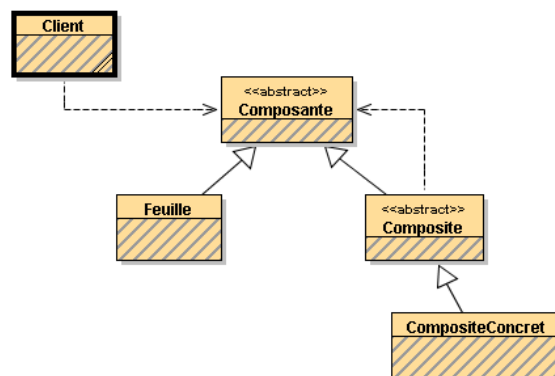 Client
<<abstract>>
Composante
Feuille
<<abstract>>
Composite
CompositeConcret